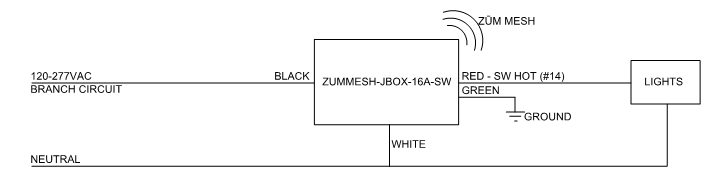 ZÜM MESH
120-277VAC
BRANCH CIRCUIT
BLACK
ZUMMESH-JBOX-16A-SW
RED - SW HOT (#14)
GREEN
LIGHTS
GROUND
WHITE
NEUTRAL